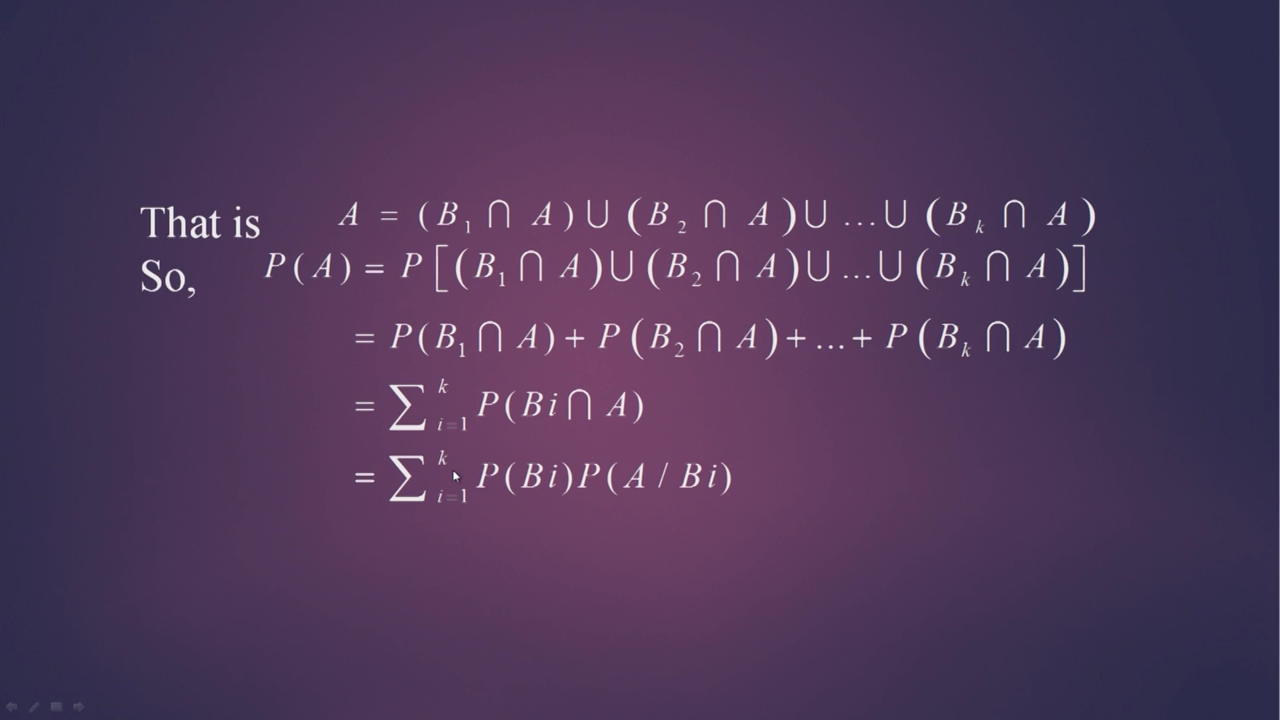 That is A = (B₁ ∩ A) ∪ (B₂ ∩ A) ∪ ... ∪ (Bₖ ∩ A)
So, P(A) = P[(B₁ ∩ A) ∪ (B₂ ∩ A) ∪ ... ∪ (Bₖ ∩ A)]
= P(B₁ ∩ A) + P(B₂ ∩ A) + ... + P(Bₖ ∩ A)
= ∑ᵏᵢ₌₁ P(Bi ∩ A)
= ∑ᵏᵢ₌₁ P(Bi)P(A / Bi)